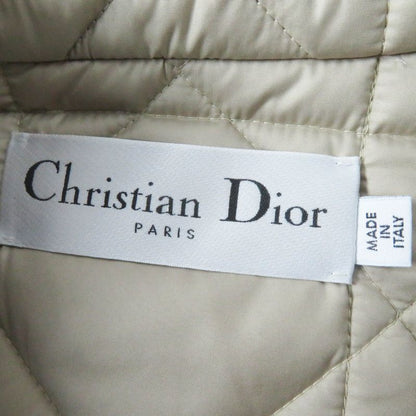 Christian Dior
PARIS
MADE
IN
ITALY